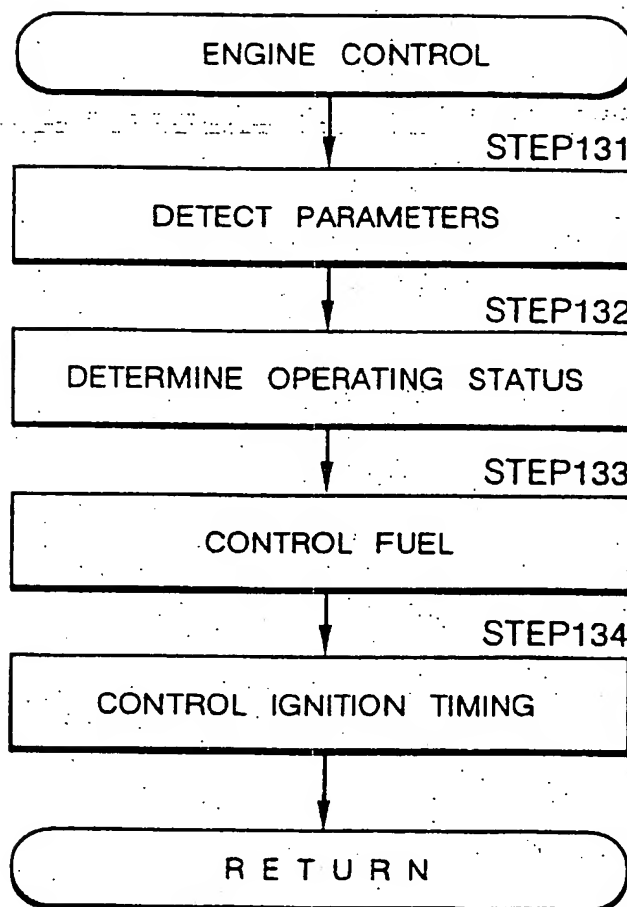 ENGINE CONTROL
STEP131
DETECT PARAMETERS
STEP132
DETERMINE OPERATING STATUS
STEP133
CONTROL FUEL
STEP134
CONTROL IGNITION TIMING
RETURN